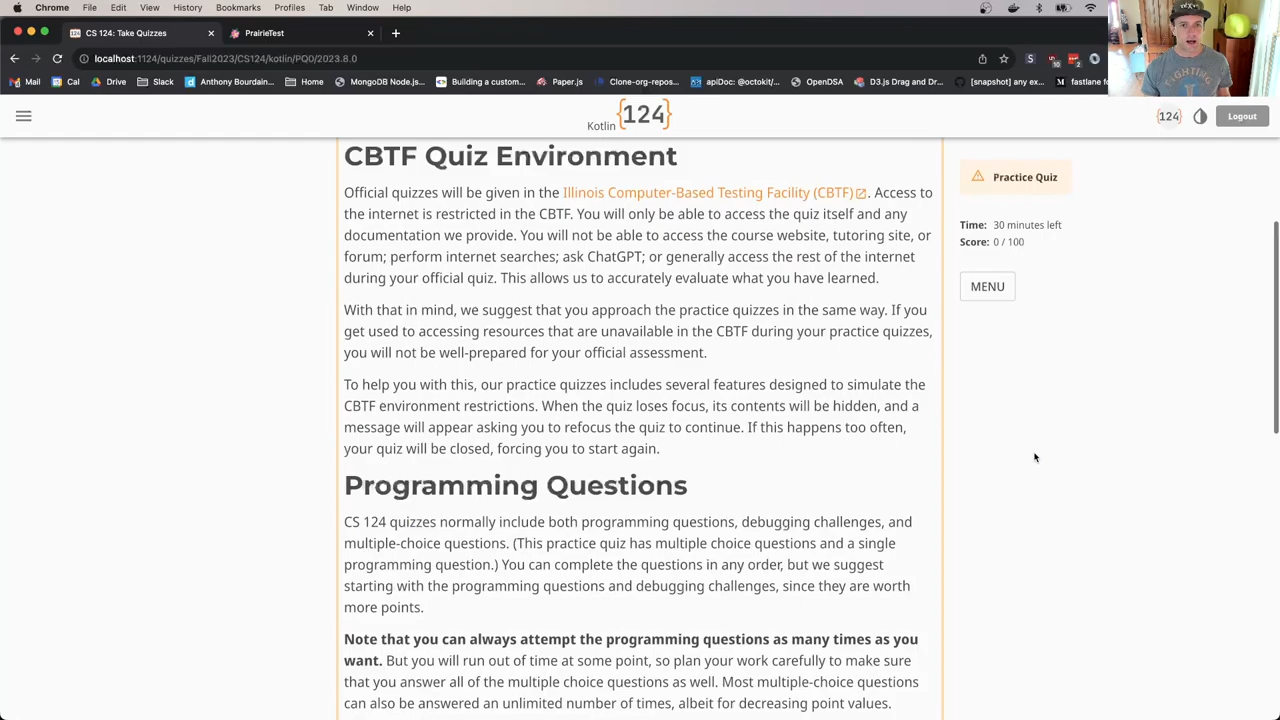 Chrome File Edit View History Bookmarks Profiles Tab Window Help
CS 124: Take Quizzes
PrairieTest
localhost:1124/quizzes/Fall2023/CS124/kotlin/PQ0/2023.8.0
Mail Cal Drive Slack Anthony Bourdain... Home MongoDB Node.js... Building a custom... Paper.js Clone-org-repos... apiDoc: @octokit/... OpenDSA D3.js Drag and Dr... [snapshot] any ex... fastlane f
Kotlin {124}
{124} Logout
CBTF Quiz Environment
Official quizzes will be given in the Illinois Computer-Based Testing Facility (CBTF). Access to
the internet is restricted in the CBTF. You will only be able to access the quiz itself and any
documentation we provide. You will not be able to access the course website, tutoring site, or
forum; perform internet searches; ask ChatGPT; or generally access the rest of the internet
during your official quiz. This allows us to accurately evaluate what you have learned.
With that in mind, we suggest that you approach the practice quizzes in the same way. If you
get used to accessing resources that are unavailable in the CBTF during your practice quizzes,
you will not be well-prepared for your official assessment.
To help you with this, our practice quizzes includes several features designed to simulate the
CBTF environment restrictions. When the quiz loses focus, its contents will be hidden, and a
message will appear asking you to refocus the quiz to continue. If this happens too often,
your quiz will be closed, forcing you to start again.
Programming Questions
CS 124 quizzes normally include both programming questions, debugging challenges, and
multiple-choice questions. (This practice quiz has multiple choice questions and a single
programming question.) You can complete the questions in any order, but we suggest
starting with the programming questions and debugging challenges, since they are worth
more points.
Note that you can always attempt the programming questions as many times as you
want. But you will run out of time at some point, so plan your work carefully to make sure
that you answer all of the multiple choice questions as well. Most multiple-choice questions
can also be answered an unlimited number of times, albeit for decreasing point values.
Practice Quiz
Time: 30 minutes left
Score: 0 / 100
MENU